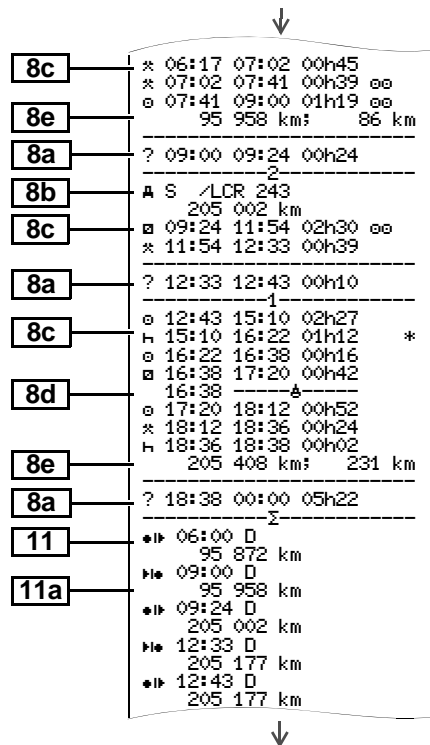 8c ⚒ 06:17 07:02 00h45
⚒ 07:02 07:41 00h39 oo
⊙ 07:41 09:00 01h19 oo
8e 95 958 km; 86 km
---------------------------
8a ? 09:00 09:24 00h24
------------2--------------
8b S /LCR 243
205 002 km
8c ☑ 09:24 11:54 02h30 oo
⚒ 11:54 12:33 00h39
---------------------------
8a ? 12:33 12:43 00h10
------------1--------------
⊙ 12:43 15:10 02h27
8c 15:10 16:22 01h12 *
⊙ 16:22 16:38 00h16
☑ 16:38 17:20 00h42
8d 16:38 ----------
⊙ 17:20 18:12 00h52
⚒ 18:12 18:36 00h24
18:36 18:38 00h02
8e 205 408 km; 231 km
---------------------------
8a ? 18:38 00:00 05h22
------------Σ--------------
11 06:00 D
95 872 km
11a 09:00 D
95 958 km
09:24 D
205 002 km
12:33 D
205 177 km
12:43 D
205 177 km